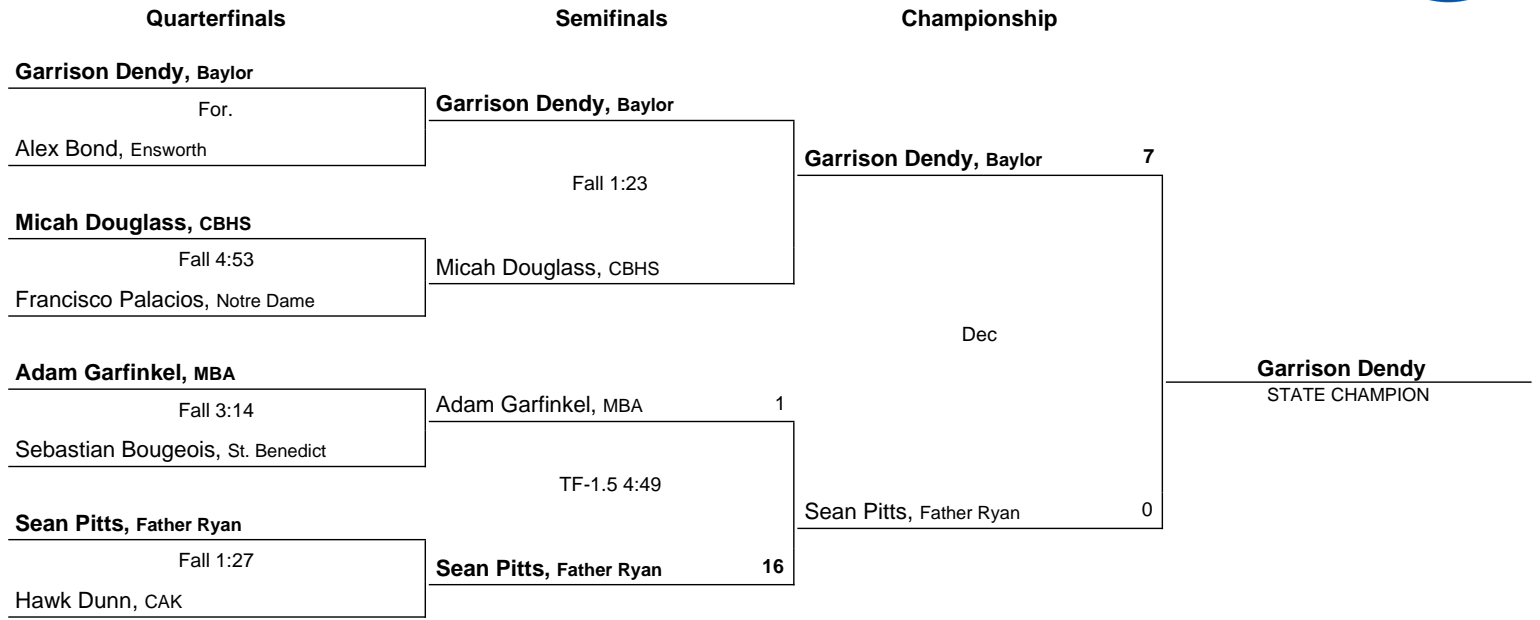 Quarterfinals Semifinals Championship
Garrison Dendy, Baylor
For.
Alex Bond, Ensworth
Micah Douglass, CBHS
Fall 4:53
Francisco Palacios, Notre Dame
Adam Garfinkel, MBA
Fall 3:14
Sebastian Bougeois, St. Benedict
Sean Pitts, Father Ryan
Fall 1:27
Hawk Dunn, CAK
Garrison Dendy, Baylor
Fall 1:23
Micah Douglass, CBHS
Adam Garfinkel, MBA 1
TF-1.5 4:49
Sean Pitts, Father Ryan 16
Garrison Dendy, Baylor 7
Dec
Sean Pitts, Father Ryan 0
Garrison Dendy
STATE CHAMPION